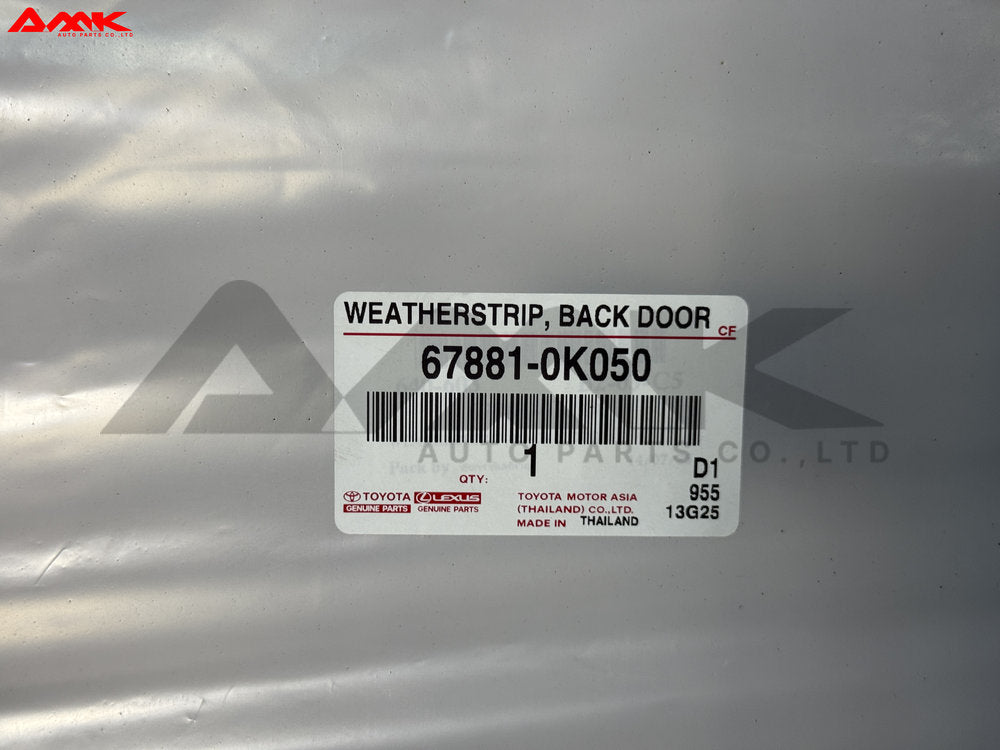 AMK
AUTO PARTS CO.,LTD
WEATHERSTRIP, BACK DOOR
CF
67881-0K050
AMK
AUTO PARTS CO.,LTD
1
QTY:
D1
955
13G25
TOYOTA LEXUS
GENUINE PARTS GENUINE PARTS
TOYOTA MOTOR ASIA
(THAILAND) CO.,LTD.
MADE IN THAILAND